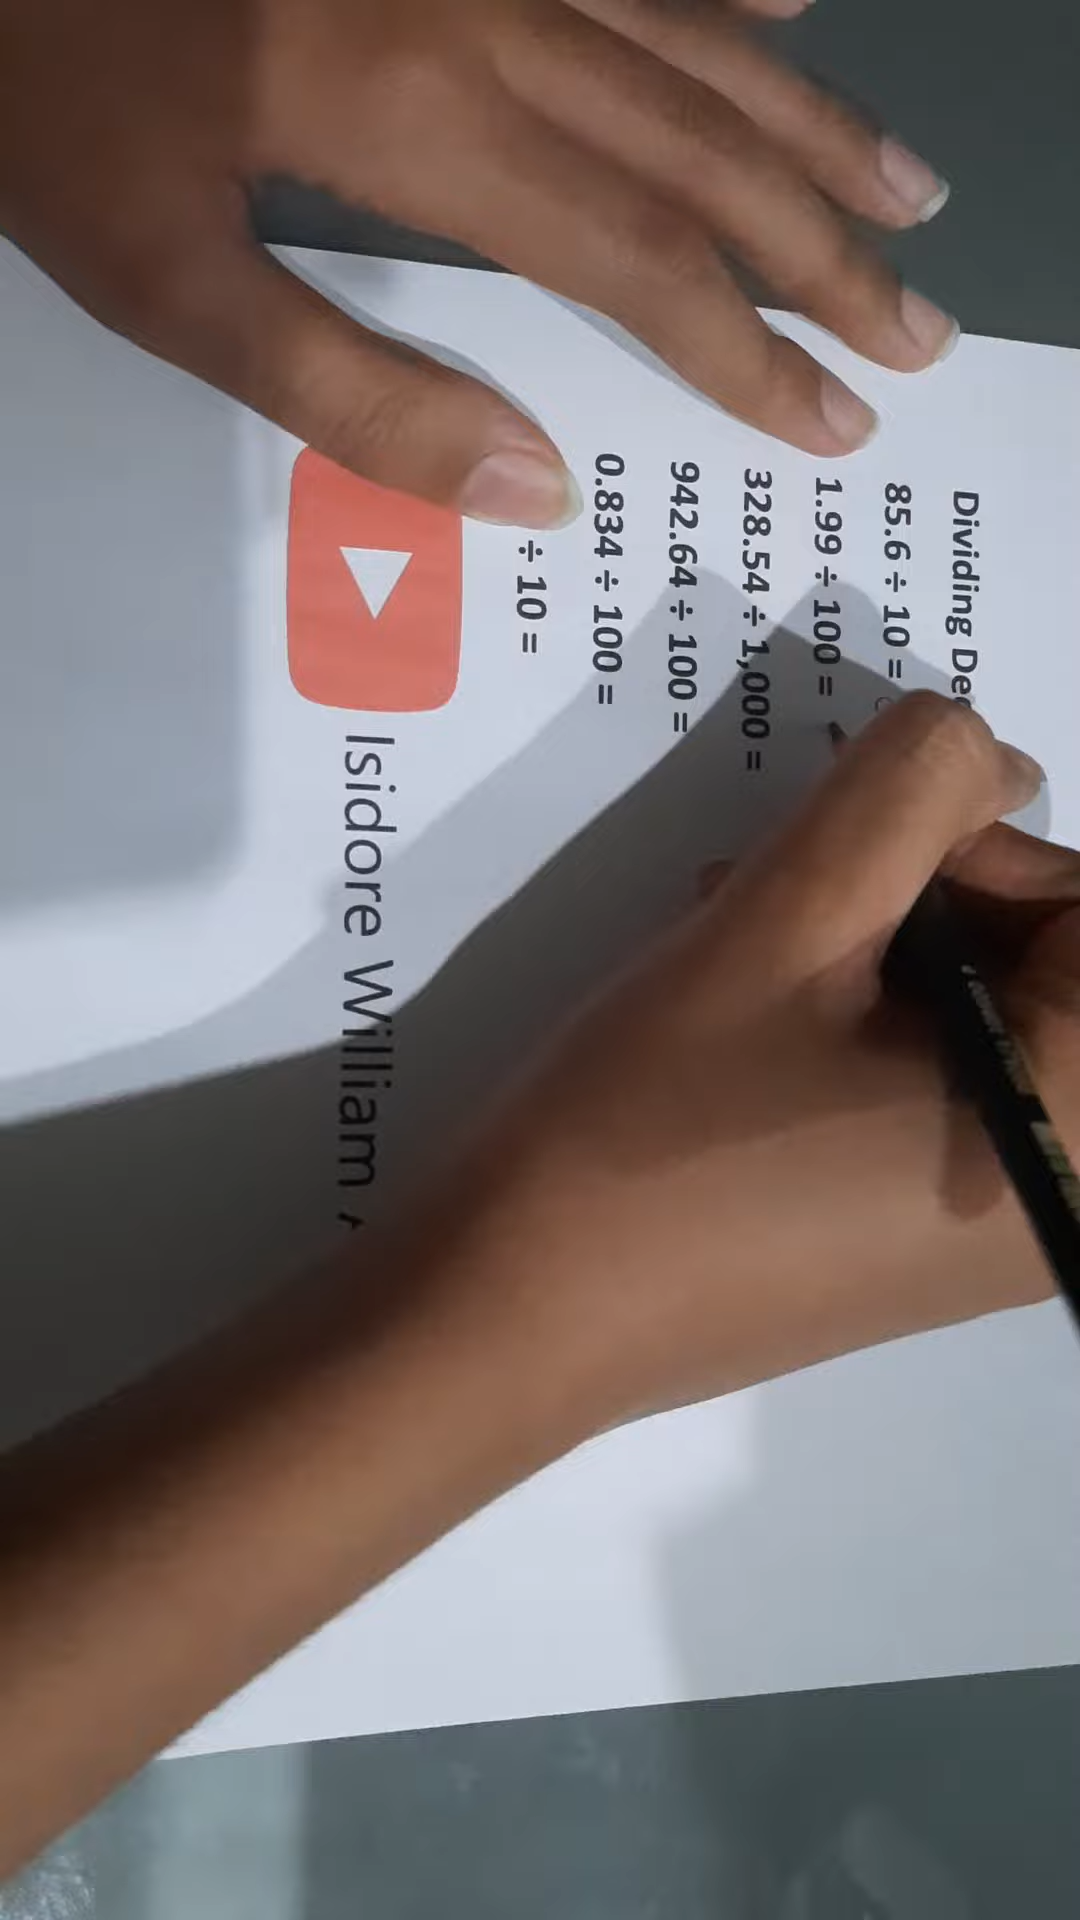 Dividing Dec
85.6 ÷ 10 =
1.99 ÷ 100 =
328.54 ÷ 1,000 =
942.64 ÷ 100 =
0.834 ÷ 100 =
÷ 10 =
Isidore William